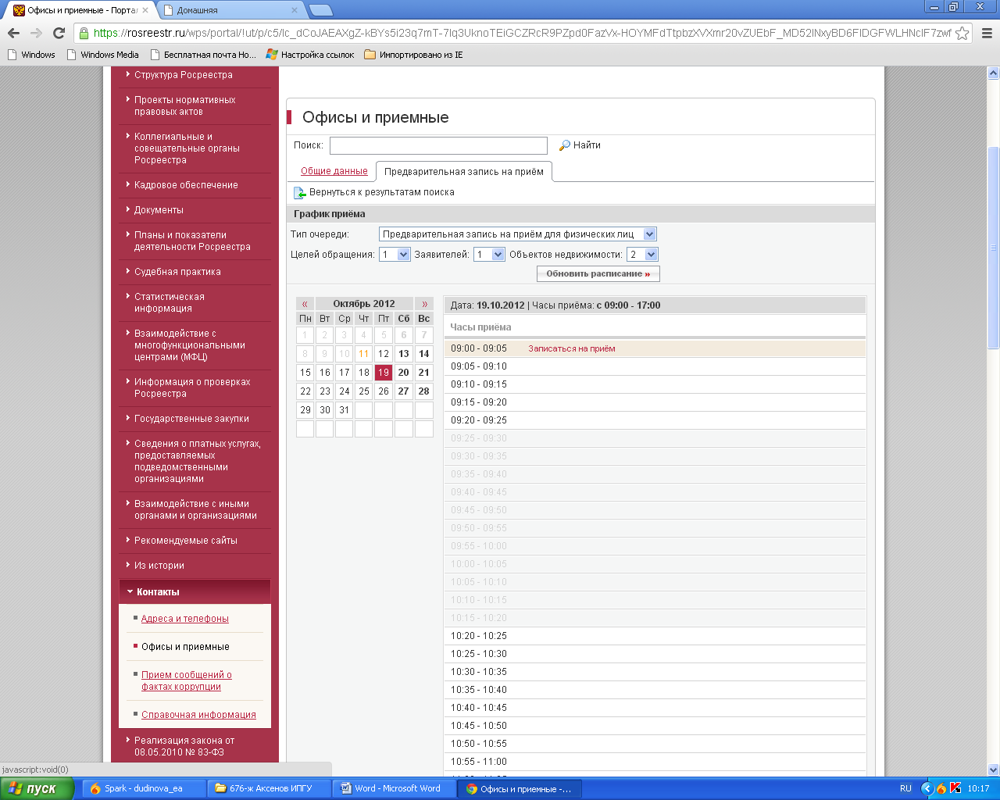 Офисы и приемные - Портал
Домашняя
https://rosreestr.ru/wps/portal/!ut/p/c5/
Windows
Windows Media
Бесплатная почта Ho...
Настройка ссылок
Импортировано из IE
Структура Росреестра
Проекты нормативных
правовых актов
Коллегиальные и
совещательные органы
Росреестра
Кадровое обеспечение
Документы
Планы и показатели
деятельности Росреестра
Судебная практика
Статистическая
информация
Взаимодействие с
многофункциональными
центрами (МФЦ)
Информация о проверках
Росреестра
Государственные закупки
Сведения о платных услугах,
предоставляемых
подведомственными
организациями
Взаимодействие с иными
органами и организациями
Рекомендуемые сайты
Из истории
Контакты
Адреса и телефоны
Офисы и приемные
Прием сообщений о
фактах коррупции
Справочная информация
Реализация закона от
08.05.2010 № 83-ФЗ
Офисы и приемные
Поиск: Найти
Общие данные Предварительная запись на приём
Вернуться к результатам поиска
График приёма
Тип очереди: Предварительная запись на приём для физических лиц
Целей обращения: 1 Заявителей: 1 Объектов недвижимости: 2
Обновить расписание »
« Октябрь 2012 »
Пн Вт Ср Чт Пт Сб Вс
1 2 3 4 5 6 7
8 9 10 11 12 13 14
15 16 17 18 19 20 21
22 23 24 25 26 27 28
29 30 31
Дата: 19.10.2012 | Часы приёма: с 09:00 - 17:00
Часы приёма
09:00 - 09:05 Записаться на приём
09:05 - 09:10
09:10 - 09:15
09:15 - 09:20
09:20 - 09:25
09:25 - 09:30
09:30 - 09:35
09:35 - 09:40
09:40 - 09:45
09:45 - 09:50
09:50 - 09:55
09:55 - 10:00
10:00 - 10:05
10:05 - 10:10
10:10 - 10:15
10:15 - 10:20
10:20 - 10:25
10:25 - 10:30
10:30 - 10:35
10:35 - 10:40
10:40 - 10:45
10:45 - 10:50
10:50 - 10:55
10:55 - 11:00
javascript:void(0)
пуск
Spark - dudinova_ea
676-ж Аксенов ИПГУ
Word - Microsoft Word
Офисы и приемные -...
RU
10:17